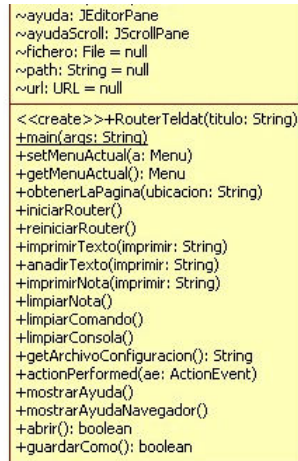 ~ayuda: JEditorPane
~ayudaScroll: JScrollPane
~fichero: File = null
~path: String = null
~url: URL = null
<<create>>+RouterTeldat(titulo: String)
+main(args: String)
+setMenuActual(a: Menu)
+getMenuActual(): Menu
+obtenerLaPagina(ubicacion: String)
+iniciarRouter()
+reiniciarRouter()
+imprimirTexto(imprimir: String)
+anadirTexto(imprimir: String)
+imprimirNota(imprimir: String)
+limpiarNota()
+limpiarComando()
+limpiarConsola()
+getArchivoConfiguracion(): String
+actionPerformed(ae: ActionEvent)
+mostrarAyuda()
+mostrarAyudaNavegador()
+abrir(): boolean
+guardarComo(): boolean